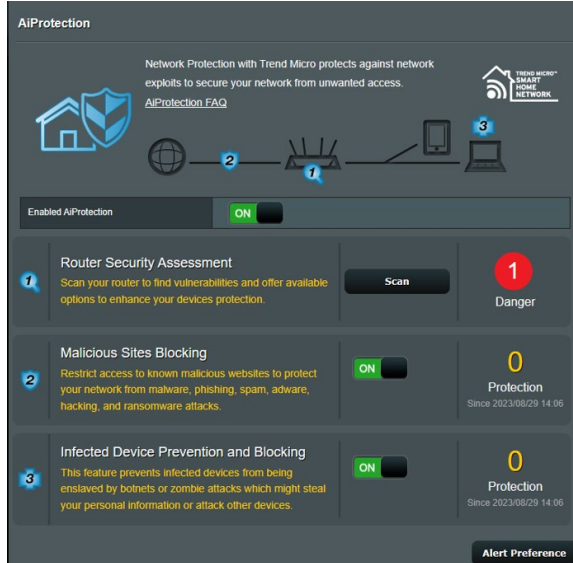 AiProtection
Network Protection with Trend Micro protects against network
exploits to secure your network from unwanted access.
AiProtection FAQ
TREND MICRO™
SMART
HOME
NETWORK
3
2
1
Enabled AiProtection
ON
1
Router Security Assessment
Scan your router to find vulnerabilities and offer available
options to enhance your devices protection.
Scan
1
Danger
2
Malicious Sites Blocking
Restrict access to known malicious websites to protect
your network from malware, phishing, spam, adware,
hacking, and ransomware attacks.
ON
0
Protection
Since 2023/08/29 14:06
3
Infected Device Prevention and Blocking
This feature prevents infected devices from being
enslaved by botnets or zombie attacks which might steal
your personal information or attack other devices.
ON
0
Protection
Since 2023/08/29 14:06
Alert Preference